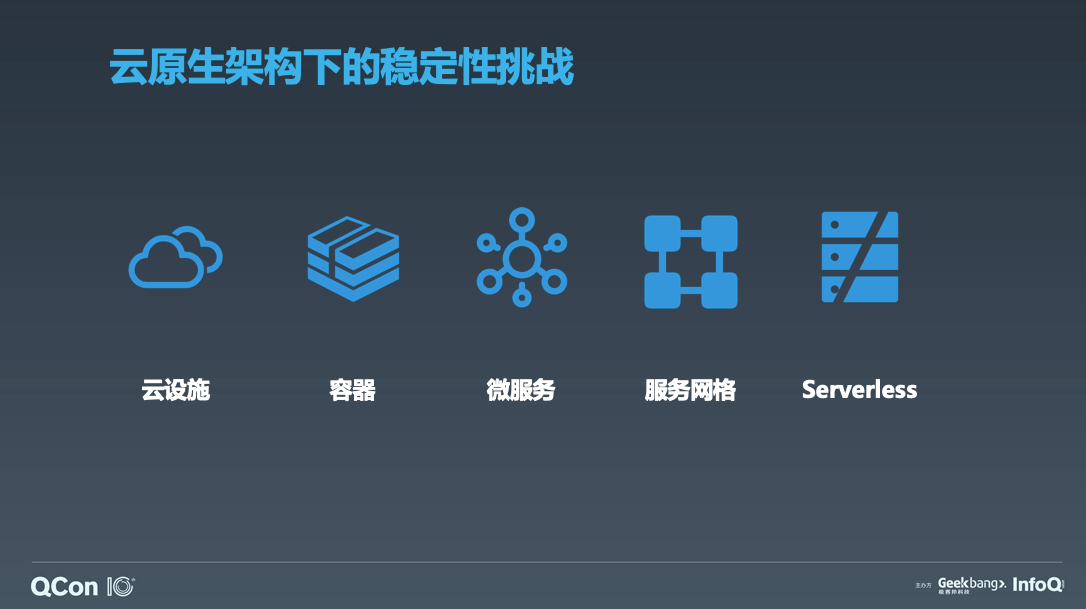 云原生架构下的稳定性挑战
云设施
容器
微服务
服务网格
Serverless
QCon 10
主办方 Geekbang>. InfoQ
极客邦科技